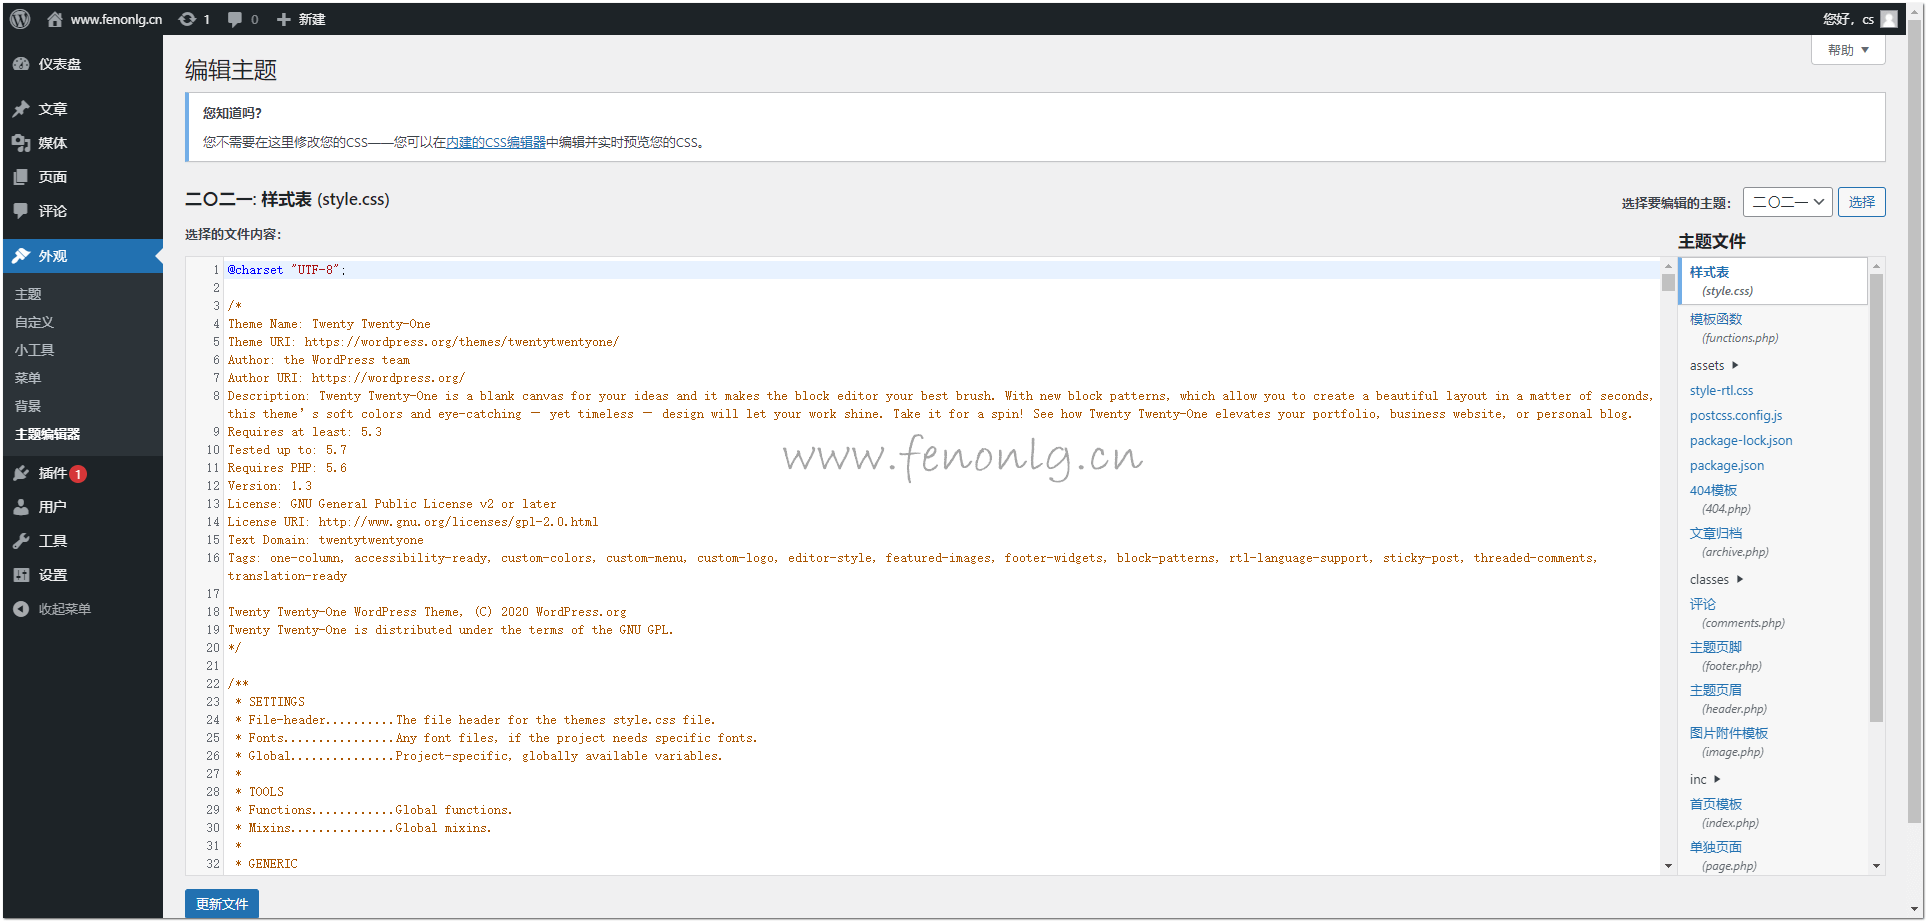 www.fenonlg.cn 1 0 新建 您好，cs
帮助
仪表盘
文章
媒体
页面
评论
外观
主题
自定义
小工具
菜单
背景
主题编辑器
插件 1
用户
工具
设置
收起菜单
编辑主题
您知道吗？
您不需要在这里修改您的CSS——您可以在内建的CSS编辑器中编辑并实时预览您的CSS。
二〇二一: 样式表 (style.css)
选择要编辑的主题： 二〇二一 选择
选择的文件内容：
1 @charset "UTF-8";
2
3 /*
4 Theme Name: Twenty Twenty-One
5 Theme URI: https://wordpress.org/themes/twentytwentyone/
6 Author: the WordPress team
7 Author URI: https://wordpress.org/
8 Description: Twenty Twenty-One is a blank canvas for your ideas and it makes the block editor your best brush. With new block patterns, which allow you to create a beautiful layout in a matter of seconds,
this theme’s soft colors and eye-catching — yet timeless — design will let your work shine. Take it for a spin! See how Twenty Twenty-One elevates your portfolio, business website, or personal blog.
9 Requires at least: 5.3
10 Tested up to: 5.7
11 Requires PHP: 5.6
12 Version: 1.3
13 License: GNU General Public License v2 or later
14 License URI: http://www.gnu.org/licenses/gpl-2.0.html
15 Text Domain: twentytwentyone
16 Tags: one-column, accessibility-ready, custom-colors, custom-menu, custom-logo, editor-style, featured-images, footer-widgets, block-patterns, rtl-language-support, sticky-post, threaded-comments,
translation-ready
17
18 Twenty Twenty-One WordPress Theme, (C) 2020 WordPress.org
19 Twenty Twenty-One is distributed under the terms of the GNU GPL.
20 */
21
22 /**
23 * SETTINGS
24 * File-header..........The file header for the themes style.css file.
25 * Fonts................Any font files, if the project needs specific fonts.
26 * Global...............Project-specific, globally available variables.
27 *
28 * TOOLS
29 * Functions............Global functions.
30 * Mixins...............Global mixins.
31 *
32 * GENERIC
www.fenonlg.cn
主题文件
样式表
(style.css)
模板函数
(functions.php)
assets
style-rtl.css
postcss.config.js
package-lock.json
package.json
404模板
(404.php)
文章归档
(archive.php)
classes
评论
(comments.php)
主题页脚
(footer.php)
主题页眉
(header.php)
图片附件模板
(image.php)
inc
首页模板
(index.php)
单独页面
(page.php)
更新文件